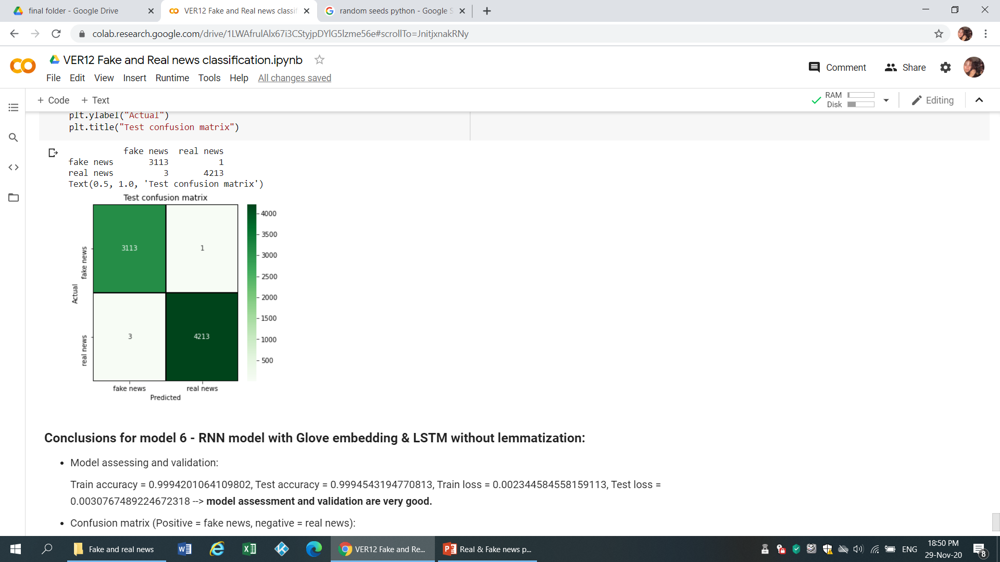 final folder - Google Drive
VER12 Fake and Real news classif
random seeds python - Google S
colab.research.google.com/drive/1LWAfrulAlx67i3CStyjpDYlG5lzme56e#scrollTo=JnitjxnakRNy
VER12 Fake and Real news classification.ipynb
Comment
Share
File Edit View Insert Runtime Tools Help All changes saved
+ Code + Text
RAM
Disk
Editing
plt.ylabel("Actual")
plt.title("Test confusion matrix")
fake news real news
fake news 3113 1
real news 3 4213
Text(0.5, 1.0, 'Test confusion matrix')
Test confusion matrix
4000
3500
3000
2500
2000
1500
1000
500
3113 1
3 4213
fake news
real news
Actual
fake news real news
Predicted
Conclusions for model 6 - RNN model with Glove embedding & LSTM without lemmatization:
• Model assessing and validation:
Train accuracy = 0.9994201064109802, Test accuracy = 0.9994543194770813, Train loss = 0.002344584558159113, Test loss =
0.0030767489224672318 --> model assessment and validation are very good.
• Confusion matrix (Positive = fake news, negative = real news):
Fake and real news
VER12 Fake and Re...
Real & Fake news p...
ENG
18:50 PM
29-Nov-20
8